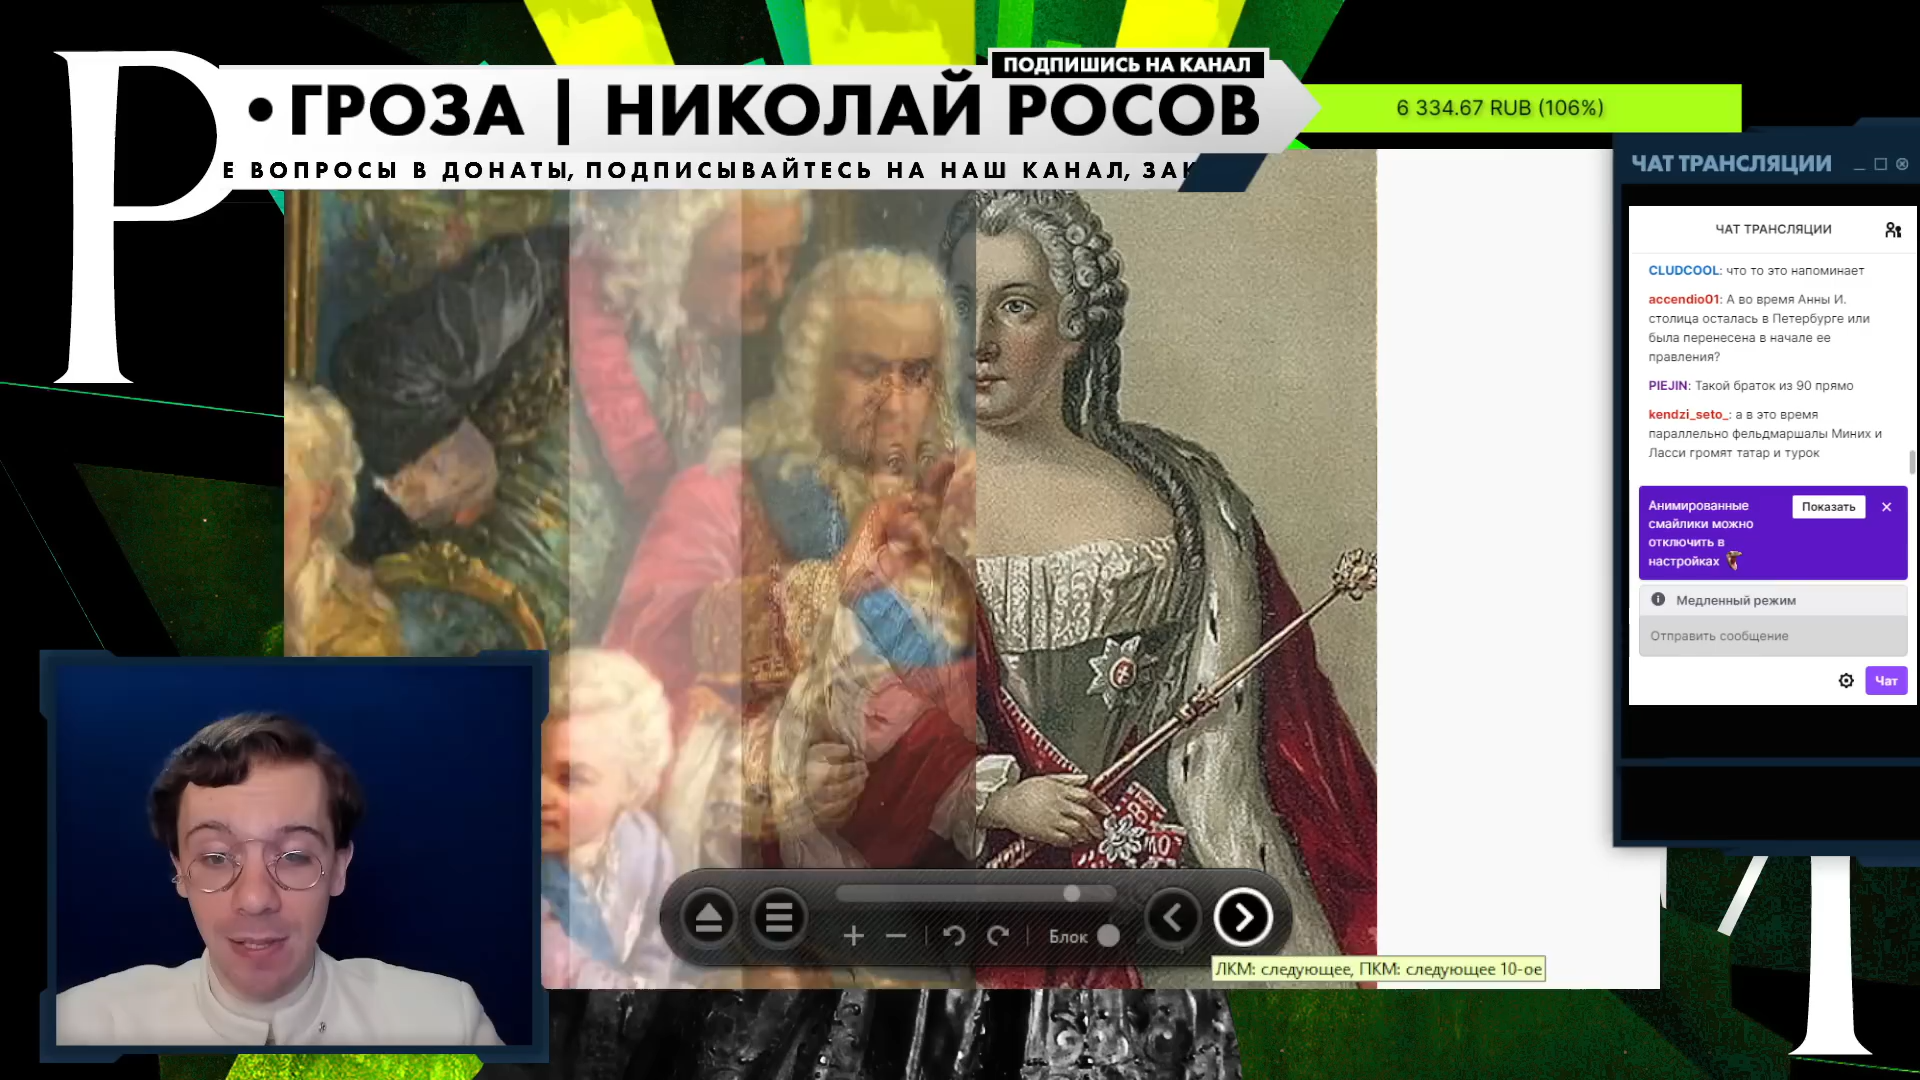 Р
ПОДПИШИСЬ НА КАНАЛ
• ГРОЗА | НИКОЛАЙ РОСОВ
Е ВОПРОСЫ В ДОНАТЫ, ПОДПИСЫВАЙТЕСЬ НА НАШ КАНАЛ, ЗАК
6 334.67 RUB (106%)
ЧАТ ТРАНСЛЯЦИИ
ЧАТ ТРАНСЛЯЦИИ
CLUDCOOL: что то это напоминает
accendio01: А во время Анны И.
столица осталась в Петербурге или
была перенесена в начале ее
правления?
PIEJIN: Такой браток из 90 прямо
kendzi_seto_: а в это время
параллельно фельдмаршалы Миних и
Ласси громят татар и турок
Анимированные
смайлики можно
отключить в
настройках
Показать
Медленный режим
Отправить сообщение
Чат
Блок
ЛКМ: следующее, ПКМ: следующее 10-ое